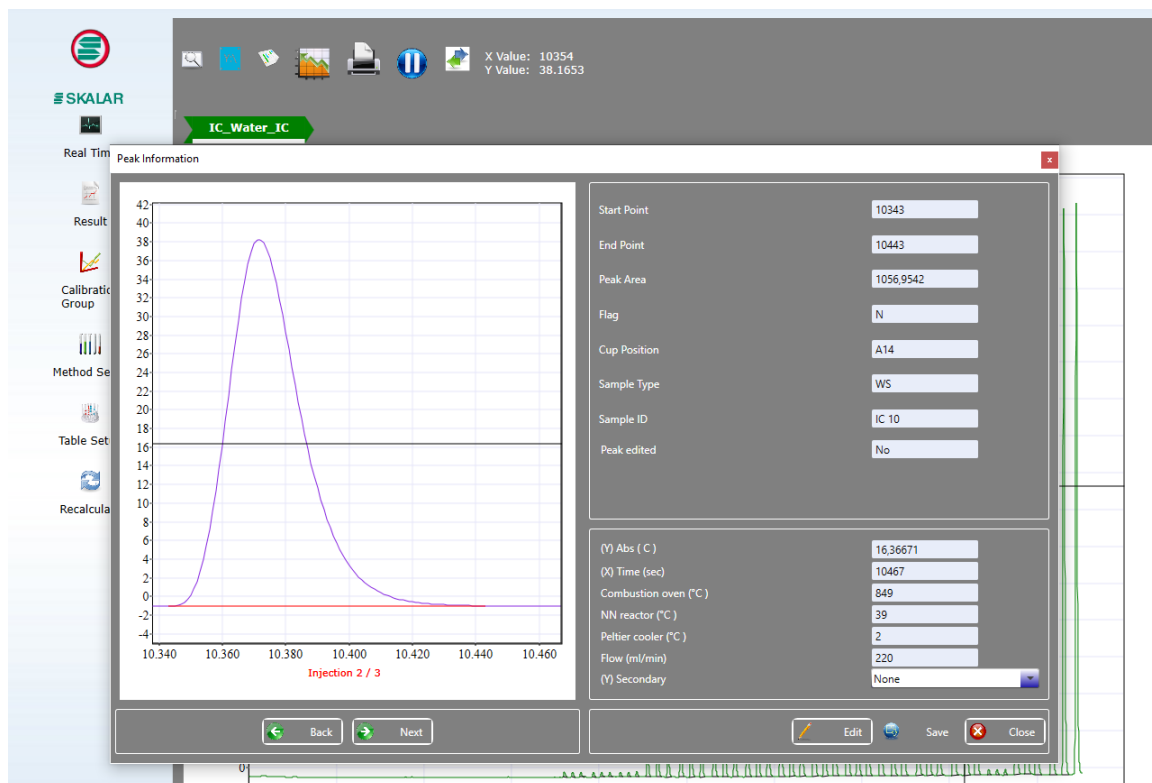 X Value: 10354
Y Value: 38.1653
SKALAR
IC_Water_IC
Real Tim
Result
Calibratic
Group
Method Se
Table Set
Recalcula
Peak Information
x
42
40
38
36
34
32
30
28
26
24
22
20
18
16
14
12
10
8
6
4
2
0
-2
-4
10.340 10.360 10.380 10.400 10.420 10.440 10.460
Injection 2 / 3
Start Point 10343
End Point 10443
Peak Area 1056,9542
Flag N
Cup Position A14
Sample Type WS
Sample ID IC 10
Peak edited No
(Y) Abs ( C ) 16,36671
(X) Time (sec) 10467
Combustion oven (°C ) 849
NN reactor (°C ) 39
Peltier cooler (°C ) 2
Flow (ml/min) 220
(Y) Secondary None
Back Next
Edit Save Close
0